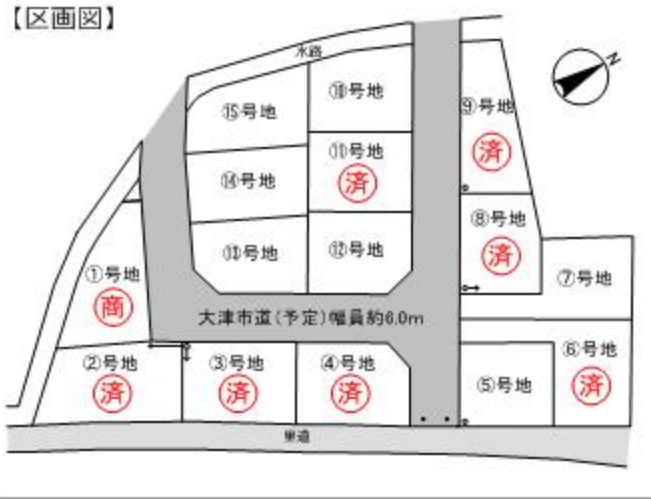 【区画図】
水路
N
⑩号地
⑨号地
済
⑮号地
⑪号地
済
⑭号地
⑧号地
済
⑬号地
⑫号地
⑦号地
①号地
商
大津市道(予定)幅員約6.0m
②号地
済
③号地
済
④号地
済
⑤号地
⑥号地
済
里道